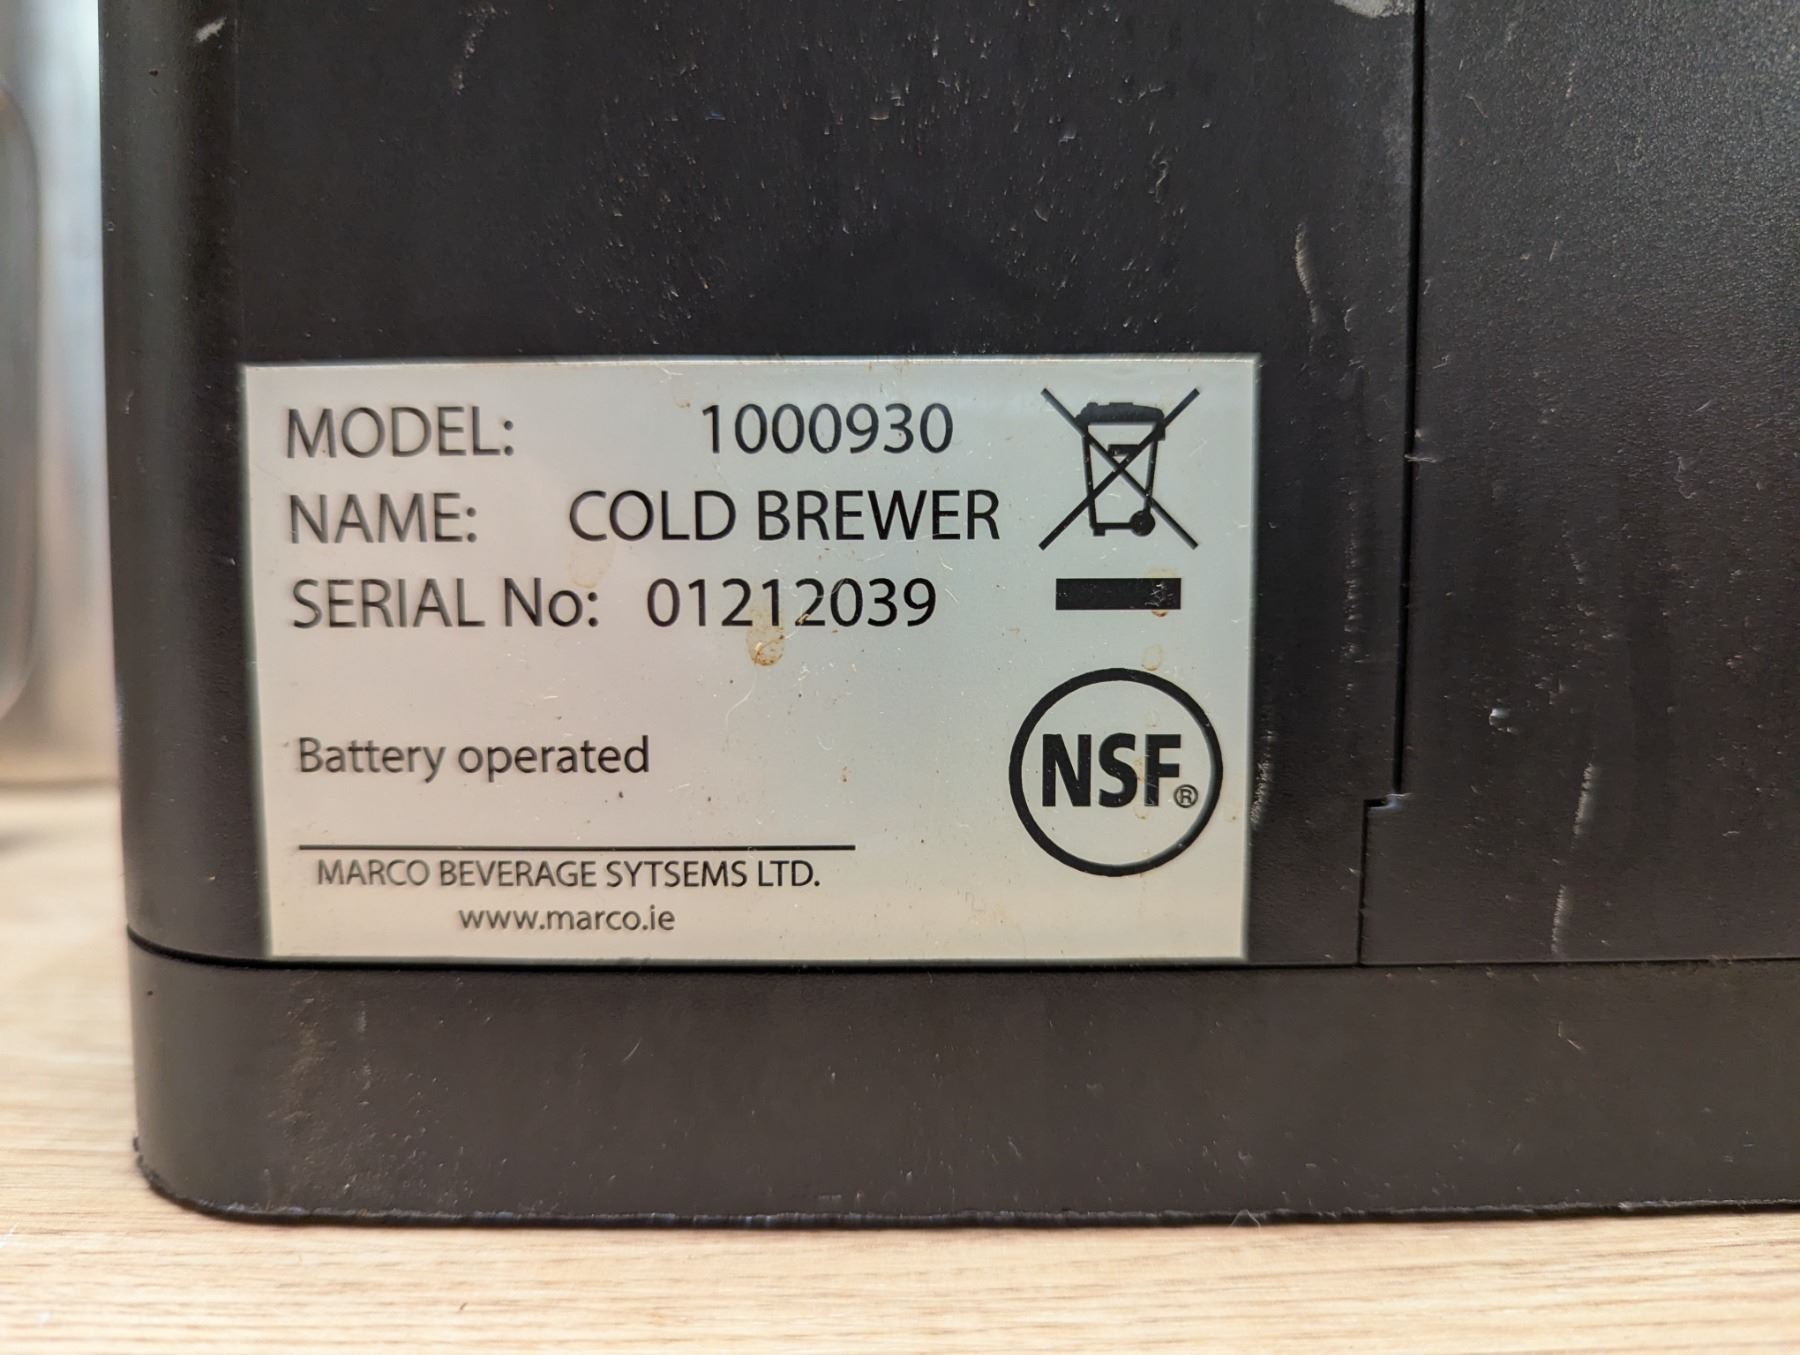 MODEL: 1000930
NAME: COLD BREWER
SERIAL No: 01212039
Battery operated
NSF®
MARCO BEVERAGE SYTSEMS LTD.
www.marco.ie